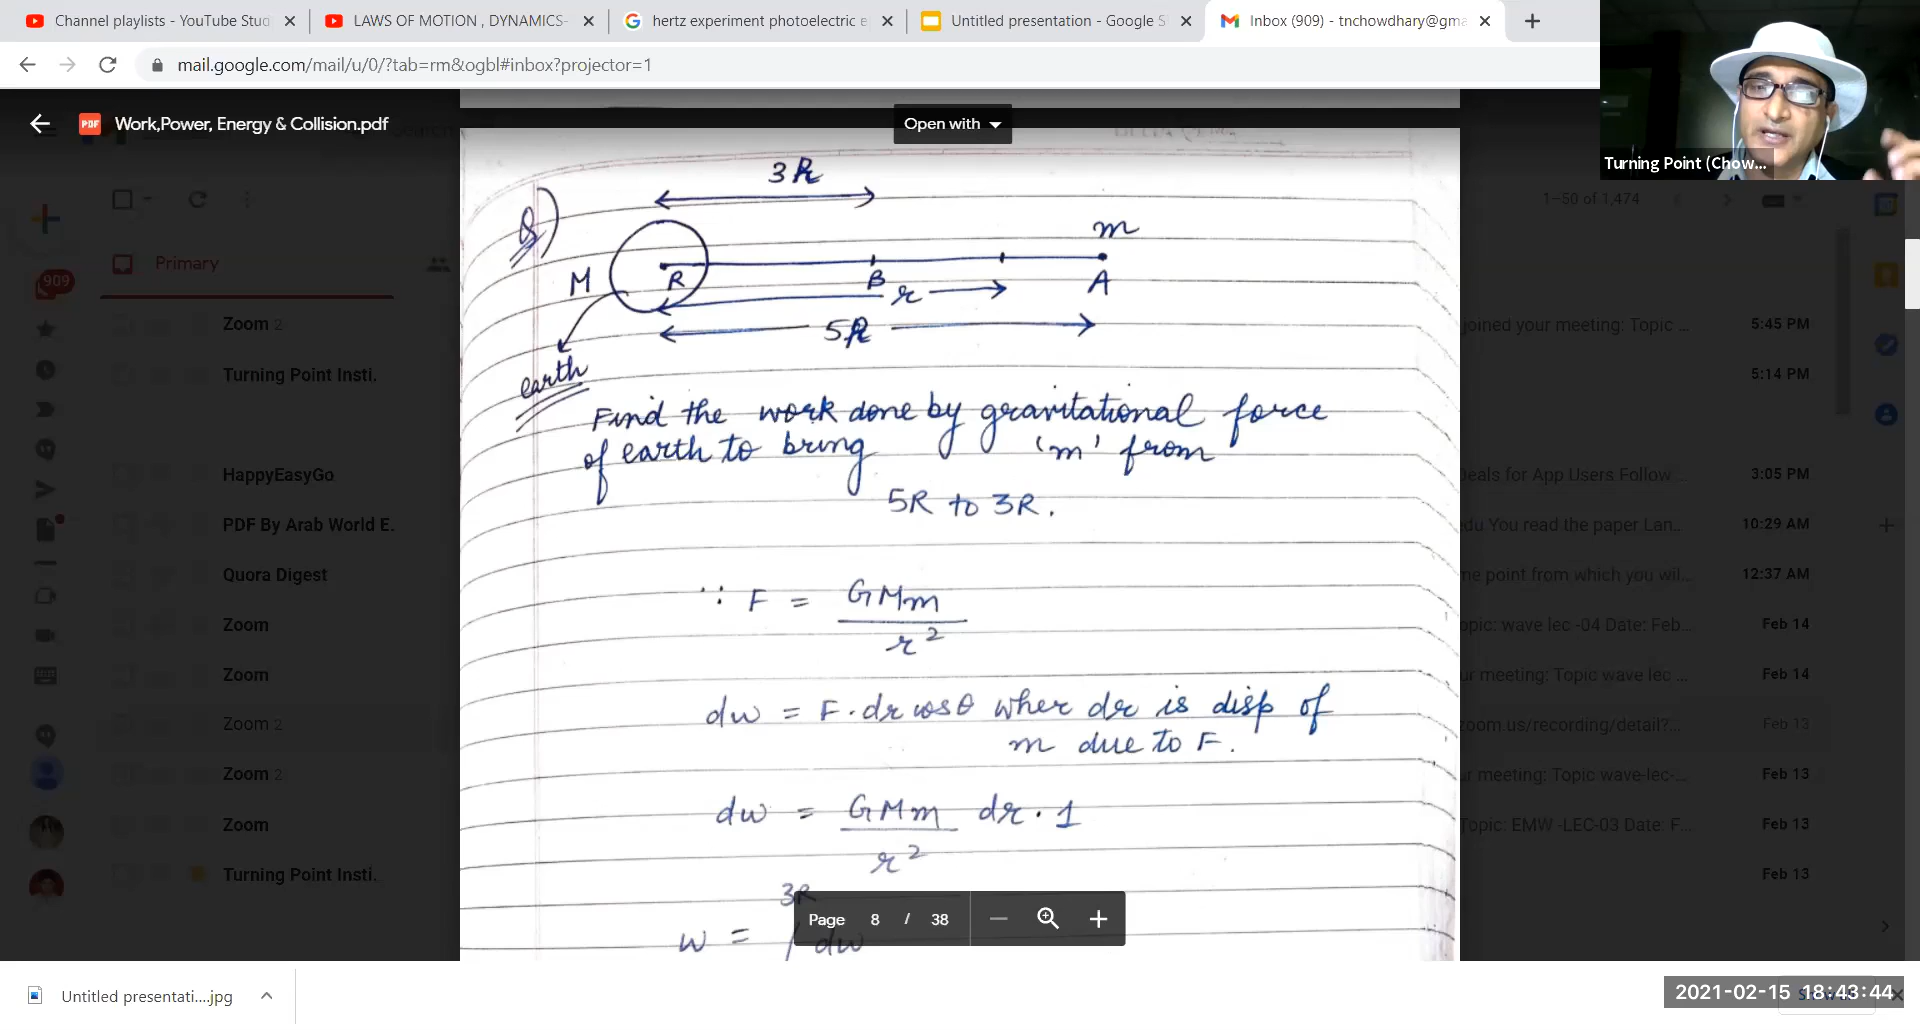 Channel playlists - YouTube Stud
LAWS OF MOTION , DYNAMICS-
hertz experiment photoelectric e
Untitled presentation - Google S
Inbox (909) - tnchowdhary@gma
mail.google.com/mail/u/0/?tab=rm&ogbl#inbox?projector=1
Work,Power, Energy & Collision.pdf
Open with
Turning Point (Chow...
1–50 of 1,474
909
Primary
Zoom 2
joined your meeting: Topic ...
5:45 PM
Turning Point Insti.
5:14 PM
HappyEasyGo
Deals for App Users Follow ...
3:05 PM
PDF By Arab World E.
edu You read the paper Lan...
10:29 AM
Quora Digest
me point from which you wil...
12:37 AM
Zoom
opic: wave lec -04 Date: Feb...
Feb 14
Zoom
ur meeting: Topic wave lec ...
Feb 14
Zoom 2
zoom.us/recording/detail?...
Feb 13
Zoom 2
r meeting: Topic wave-lec-...
Feb 13
Zoom
Topic: EMW -LEC-03 Date: F...
Feb 13
Turning Point Insti.
Feb 13
Q)
3R
m
M
R
B
A
r
5R
earth
Find the work done by gravitational force
of earth to bring 'm' from
5R to 3R.
∵ F = GMm
r²
dw = F·dr cosθ wher dr is disp of
m due to F.
dw = GMm dr · 1
r²
3R
w = ∫ dw
Page 8 / 38
Untitled presentati....jpg
2021-02-15 18:43:44